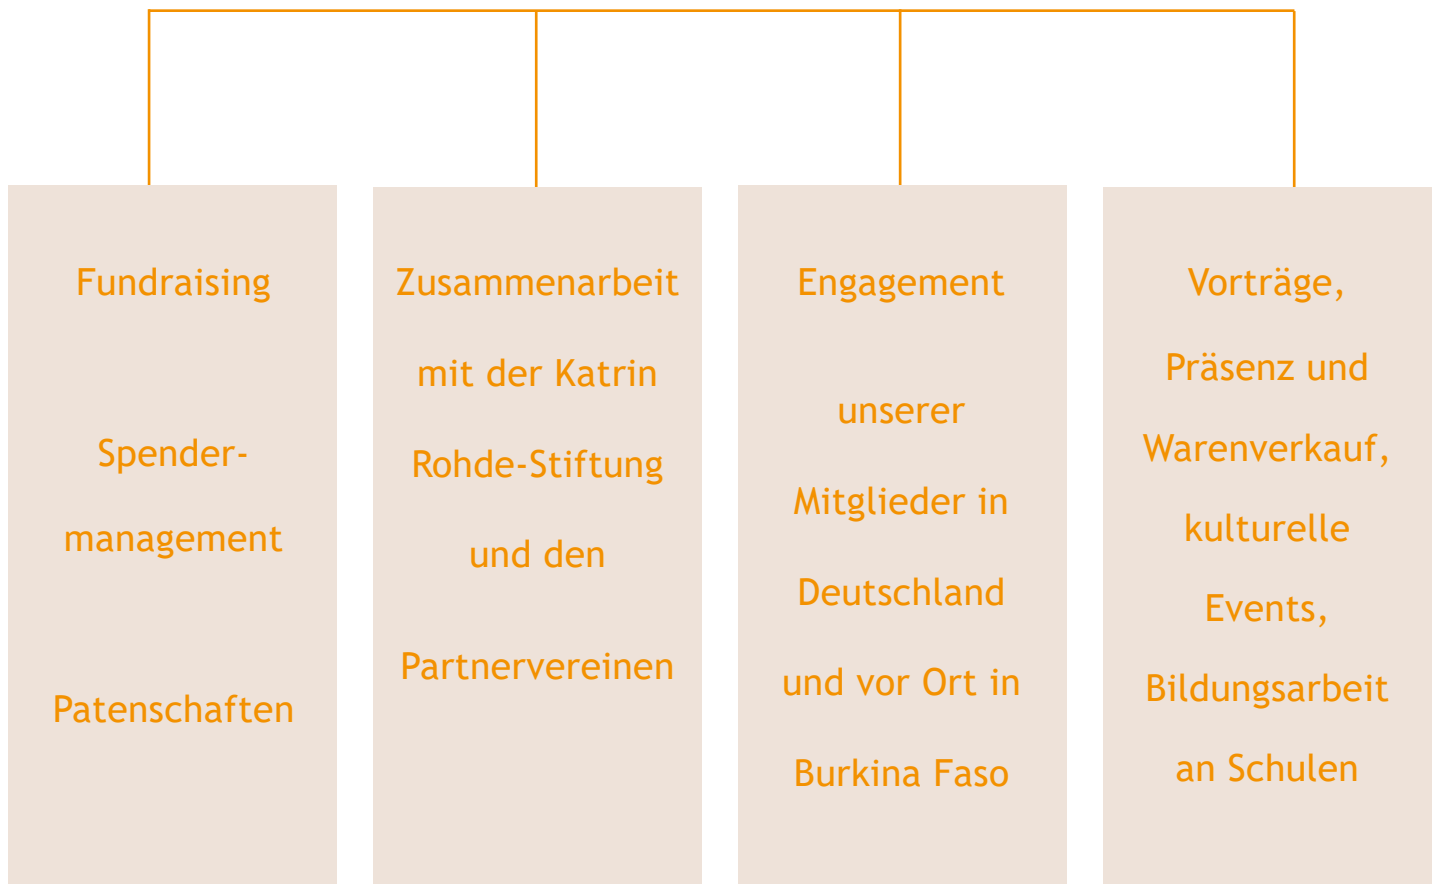 Fundraising
Spender-
management
Patenschaften
Zusammenarbeit
mit der Katrin
Rohde-Stiftung
und den
Partnervereinen
Engagement
unserer
Mitglieder in
Deutschland
und vor Ort in
Burkina Faso
Vorträge,
Präsenz und
Warenverkauf,
kulturelle
Events,
Bildungsarbeit
an Schulen